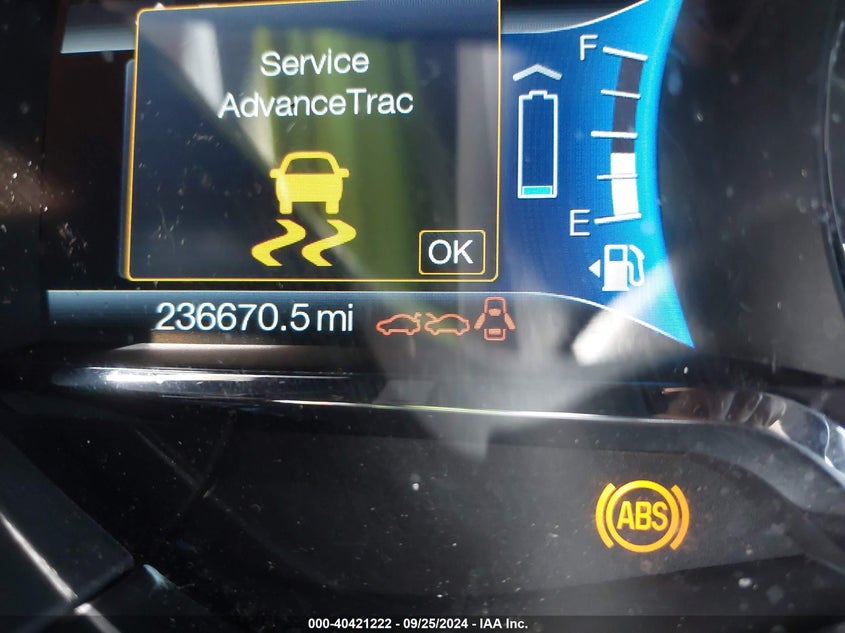 Service
AdvanceTrac
OK
F
E
236670.5 mi
ABS
000-40421222 - 09/25/2024 - IAA Inc.